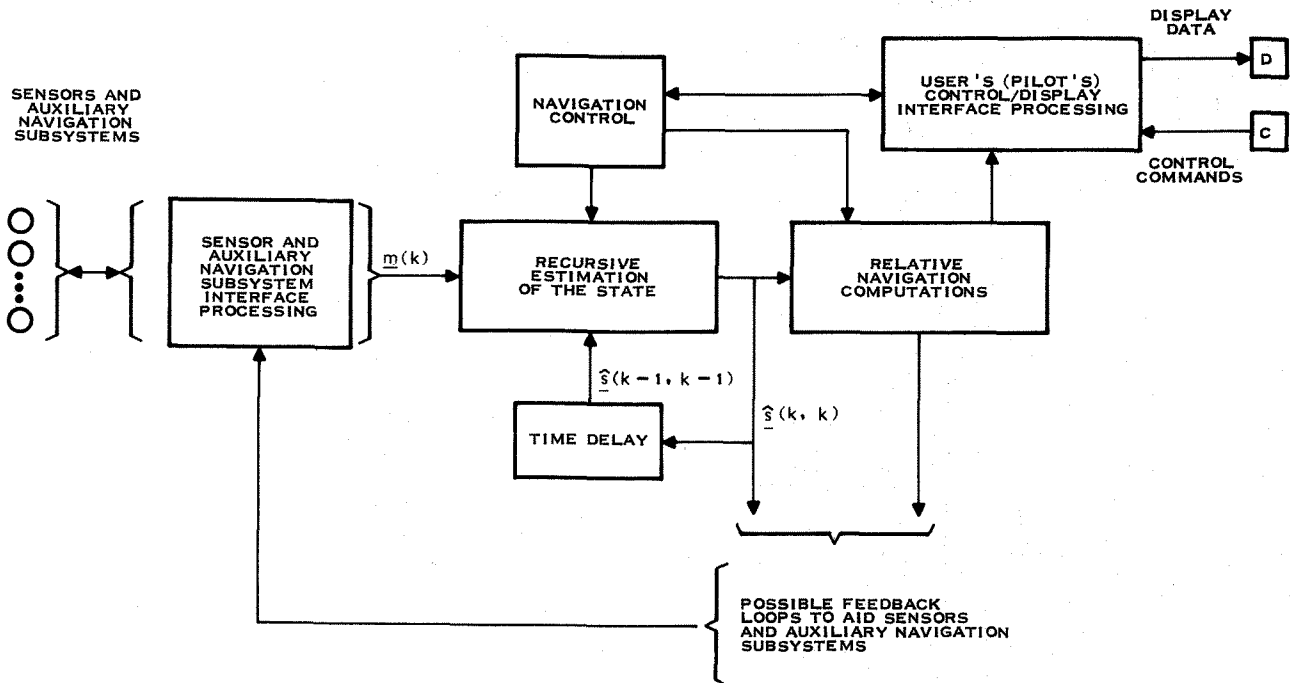 DISPLAY
DATA
D
USER'S (PILOT'S)
CONTROL/DISPLAY
INTERFACE PROCESSING
C
CONTROL
COMMANDS
NAVIGATION
CONTROL
SENSORS AND
AUXILIARY
NAVIGATION
SUBSYSTEMS
SENSOR AND
AUXILIARY
NAVIGATION
SUBSYSTEM
INTERFACE
PROCESSING
m(k)
RECURSIVE
ESTIMATION
OF THE STATE
RELATIVE
NAVIGATION
COMPUTATIONS
ŝ(k-1, k-1)
TIME DELAY
ŝ(k, k)
POSSIBLE FEEDBACK
LOOPS TO AID SENSORS
AND AUXILIARY NAVIGATION
SUBSYSTEMS